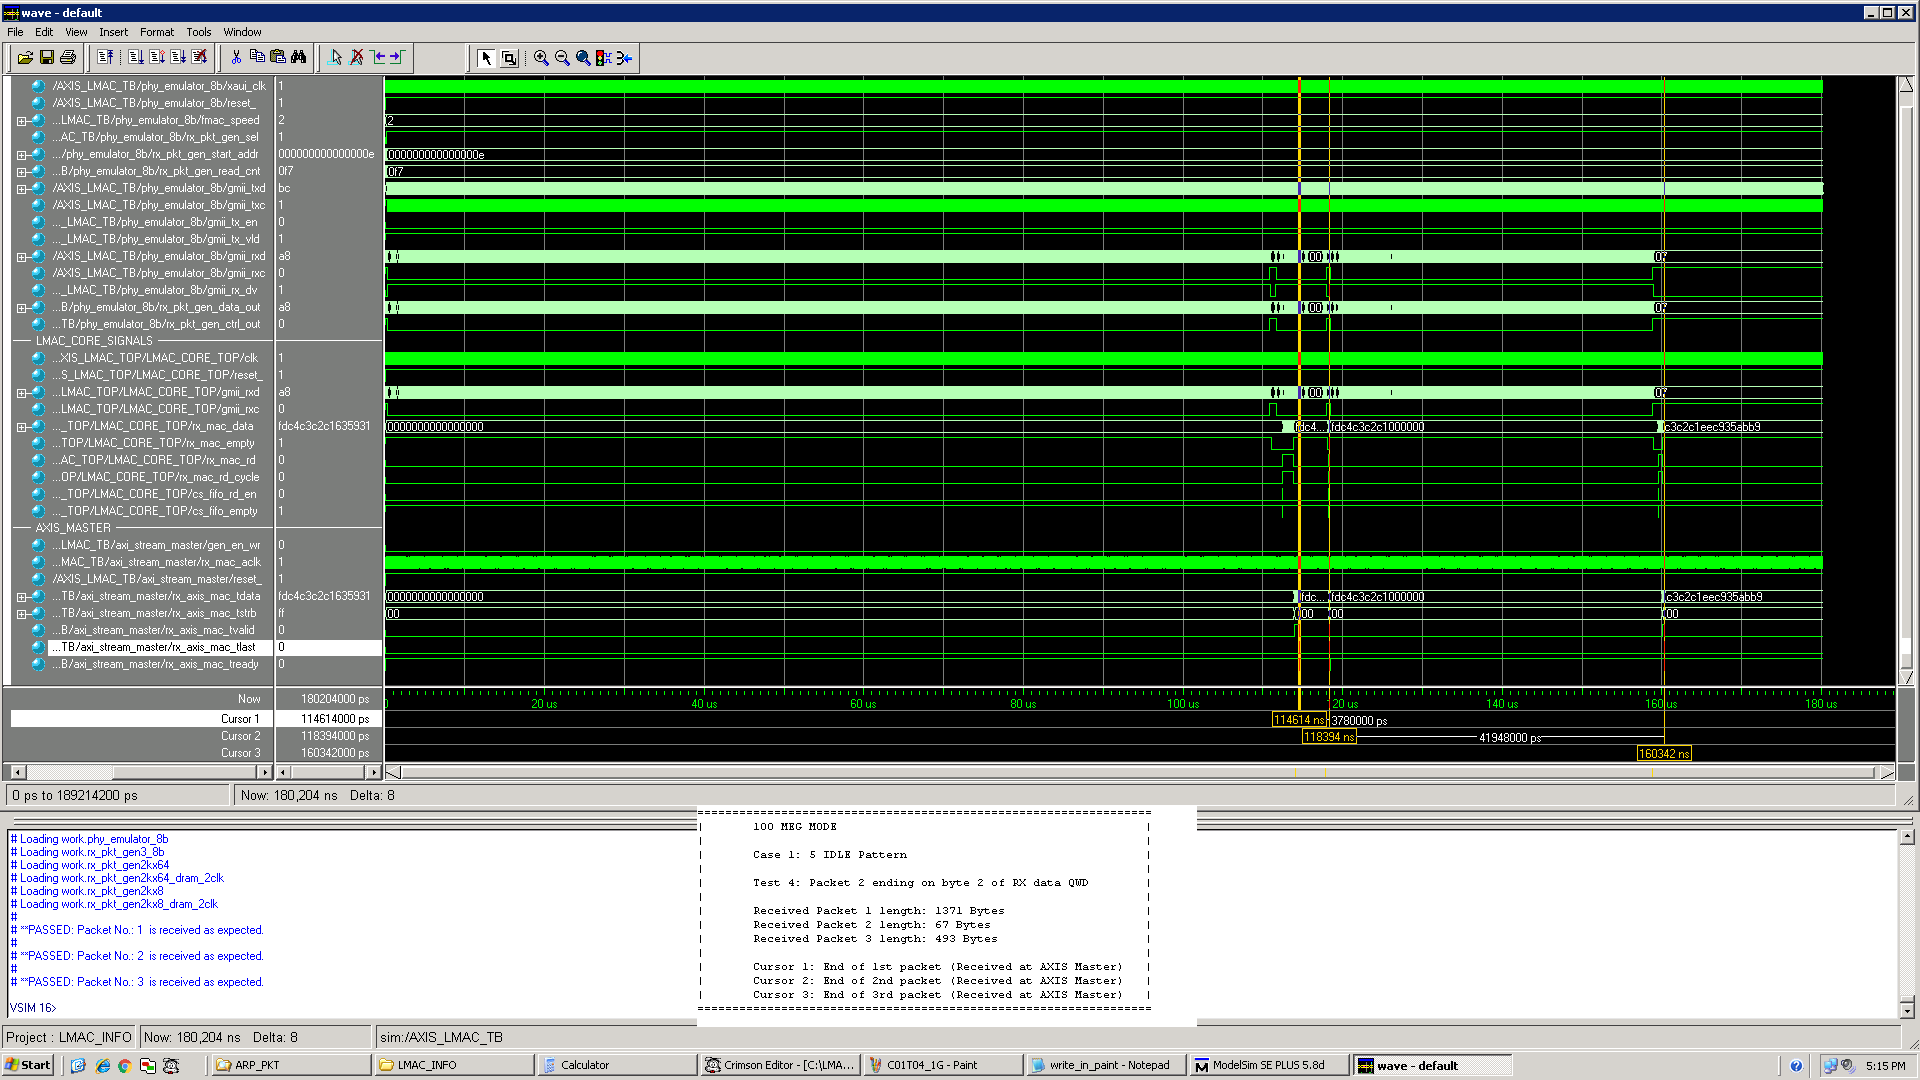 wave - default
File Edit View Insert Format Tools Window
/AXIS_LMAC_TB/phy_emulator_8b/xaui_clk 1
/AXIS_LMAC_TB/phy_emulator_8b/reset_ 1
...LMAC_TB/phy_emulator_8b/fmac_speed 2 2
...AC_TB/phy_emulator_8b/rx_pkt_gen_sel 1
.../phy_emulator_8b/rx_pkt_gen_start_addr 000000000000000e 000000000000000e
...B/phy_emulator_8b/rx_pkt_gen_read_cnt 0f7 0f7
/AXIS_LMAC_TB/phy_emulator_8b/gmii_txd bc
/AXIS_LMAC_TB/phy_emulator_8b/gmii_txc 1
..._LMAC_TB/phy_emulator_8b/gmii_tx_en 0
..._LMAC_TB/phy_emulator_8b/gmii_tx_vld 1
/AXIS_LMAC_TB/phy_emulator_8b/gmii_rxd a8 00 07
/AXIS_LMAC_TB/phy_emulator_8b/gmii_rxc 0
..._LMAC_TB/phy_emulator_8b/gmii_rx_dv 1
...B/phy_emulator_8b/rx_pkt_gen_data_out a8 00 07
...TB/phy_emulator_8b/rx_pkt_gen_ctrl_out 0
LMAC_CORE_SIGNALS
...XIS_LMAC_TOP/LMAC_CORE_TOP/clk 1
...S_LMAC_TOP/LMAC_CORE_TOP/reset_ 1
...LMAC_TOP/LMAC_CORE_TOP/gmii_rxd a8 00 07
...LMAC_TOP/LMAC_CORE_TOP/gmii_rxc 0
..._TOP/LMAC_CORE_TOP/rx_mac_data fdc4c3c2c1635931 0000000000000000 fdc4... fdc4c3c2c1000000 c3c2c1eec935abb9
...TOP/LMAC_CORE_TOP/rx_mac_empty 1
...AC_TOP/LMAC_CORE_TOP/rx_mac_rd 0
...OP/LMAC_CORE_TOP/rx_mac_rd_cycle 0
..._TOP/LMAC_CORE_TOP/cs_fifo_rd_en 0
..._TOP/LMAC_CORE_TOP/cs_fifo_empty 1
AXIS_MASTER
...LMAC_TB/axi_stream_master/gen_en_wr 0
...MAC_TB/axi_stream_master/rx_mac_aclk 1
/AXIS_LMAC_TB/axi_stream_master/reset_ 1
...TB/axi_stream_master/rx_axis_mac_tdata fdc4c3c2c1635931 0000000000000000 fdc... fdc4c3c2c1000000 c3c2c1eec935abb9
...TB/axi_stream_master/rx_axis_mac_tstrb ff 00 00 00 00
...B/axi_stream_master/rx_axis_mac_tvalid 0
...TB/axi_stream_master/rx_axis_mac_tlast 0
...B/axi_stream_master/rx_axis_mac_tready 0
Now 180204000 ps 20 us 40 us 60 us 80 us 100 us 20 us 140 us 160 us 180 us
Cursor 1 114614000 ps 114614 ns 3780000 ps
Cursor 2 118394000 ps 118394 ns 41948000 ps
Cursor 3 160342000 ps 160342 ns
0 ps to 189214200 ps Now: 180,204 ns Delta: 8
# Loading work.phy_emulator_8b
# Loading work.rx_pkt_gen3_8b
# Loading work.rx_pkt_gen2kx64
# Loading work.rx_pkt_gen2kx64_dram_2clk
# Loading work.rx_pkt_gen2kx8
# Loading work.rx_pkt_gen2kx8_dram_2clk
#
# **PASSED: Packet No.: 1 is received as expected.
#
# **PASSED: Packet No.: 2 is received as expected.
#
# **PASSED: Packet No.: 3 is received as expected.
VSIM 16>
100 MEG MODE
Case 1: 5 IDLE Pattern
Test 4: Packet 2 ending on byte 2 of RX data QWD
Received Packet 1 length: 1371 Bytes
Received Packet 2 length: 67 Bytes
Received Packet 3 length: 493 Bytes
Cursor 1: End of 1st packet (Received at AXIS Master)
Cursor 2: End of 2nd packet (Received at AXIS Master)
Cursor 3: End of 3rd packet (Received at AXIS Master)
Project : LMAC_INFO Now: 180,204 ns Delta: 8 sim:/AXIS_LMAC_TB
Start ARP_PKT LMAC_INFO Calculator Crimson Editor - [C:\LMA... C01T04_1G - Paint write_in_paint - Notepad ModelSim SE PLUS 5.8d wave - default 5:15 PM